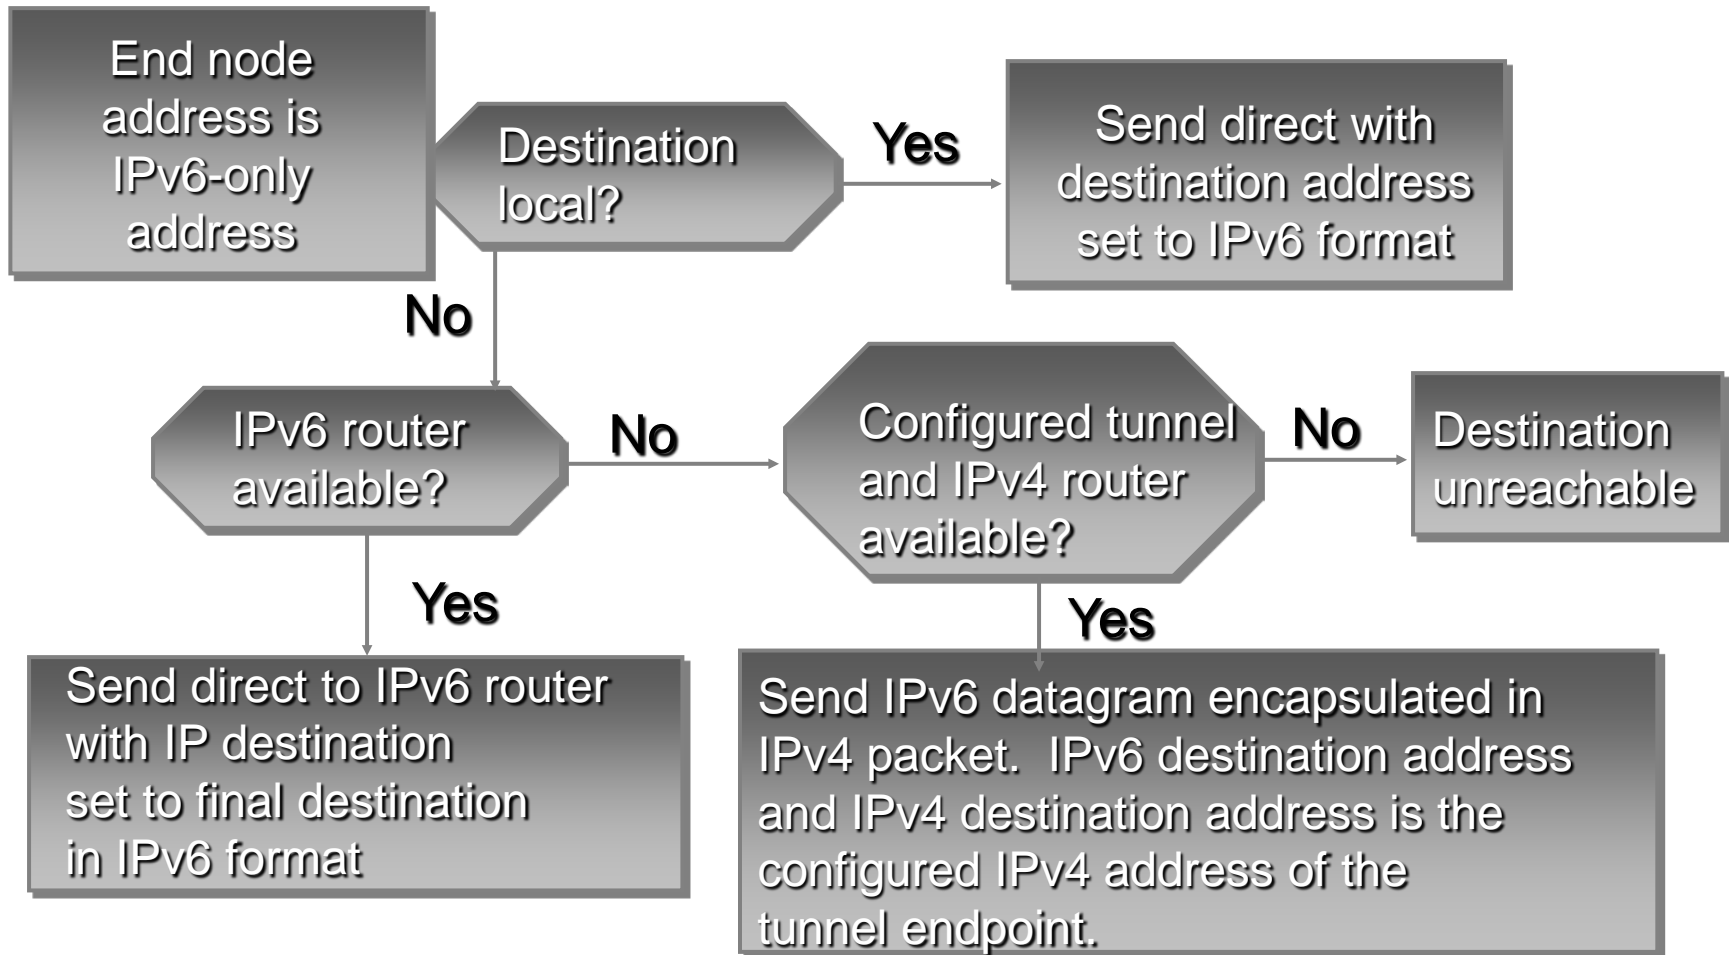 End node
address is
IPv6-only
address
Destination
local?
Yes
Send direct with
destination address
set to IPv6 format
No
IPv6 router
available?
No
Configured tunnel
and IPv4 router
available?
No
Destination
unreachable
Yes
Send direct to IPv6 router
with IP destination
set to final destination
in IPv6 format
Yes
Send IPv6 datagram encapsulated in
IPv4 packet.  IPv6 destination address
and IPv4 destination address is the
configured IPv4 address of the
tunnel endpoint.